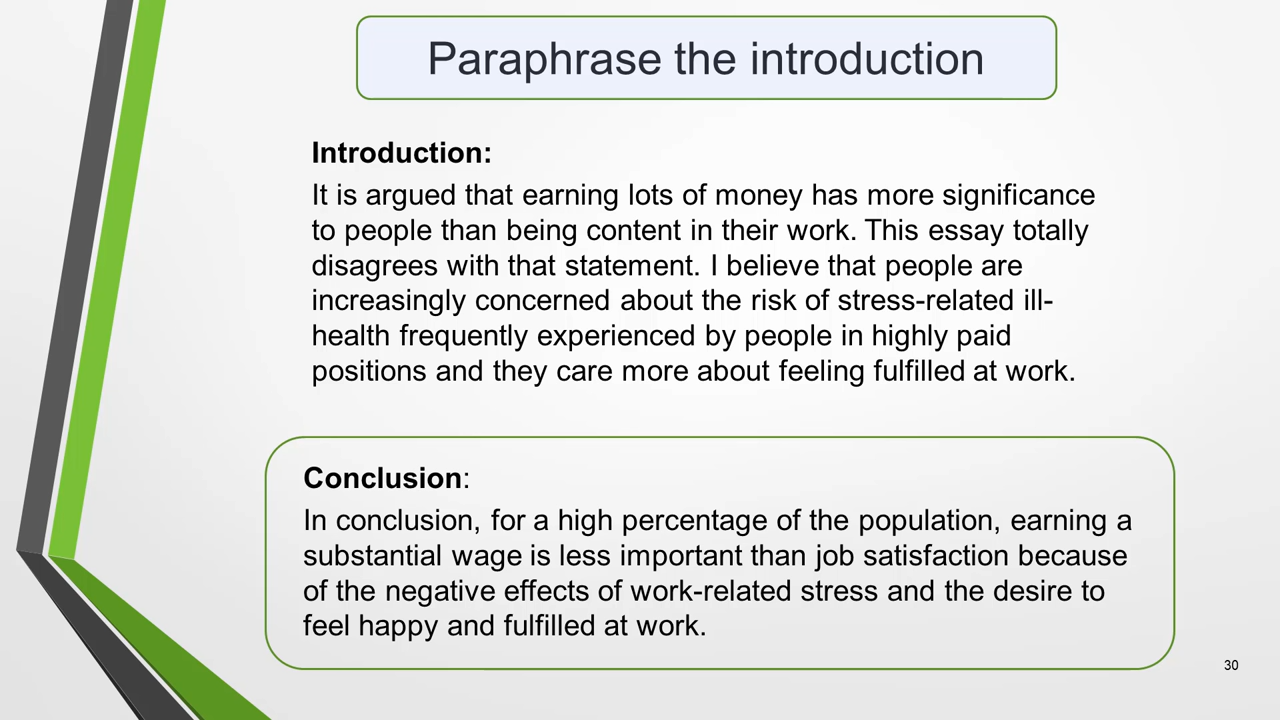 Paraphrase the introduction
Introduction:
It is argued that earning lots of money has more significance
to people than being content in their work. This essay totally
disagrees with that statement. I believe that people are
increasingly concerned about the risk of stress-related ill-
health frequently experienced by people in highly paid
positions and they care more about feeling fulfilled at work.
Conclusion:
In conclusion, for a high percentage of the population, earning a
substantial wage is less important than job satisfaction because
of the negative effects of work-related stress and the desire to
feel happy and fulfilled at work.
30